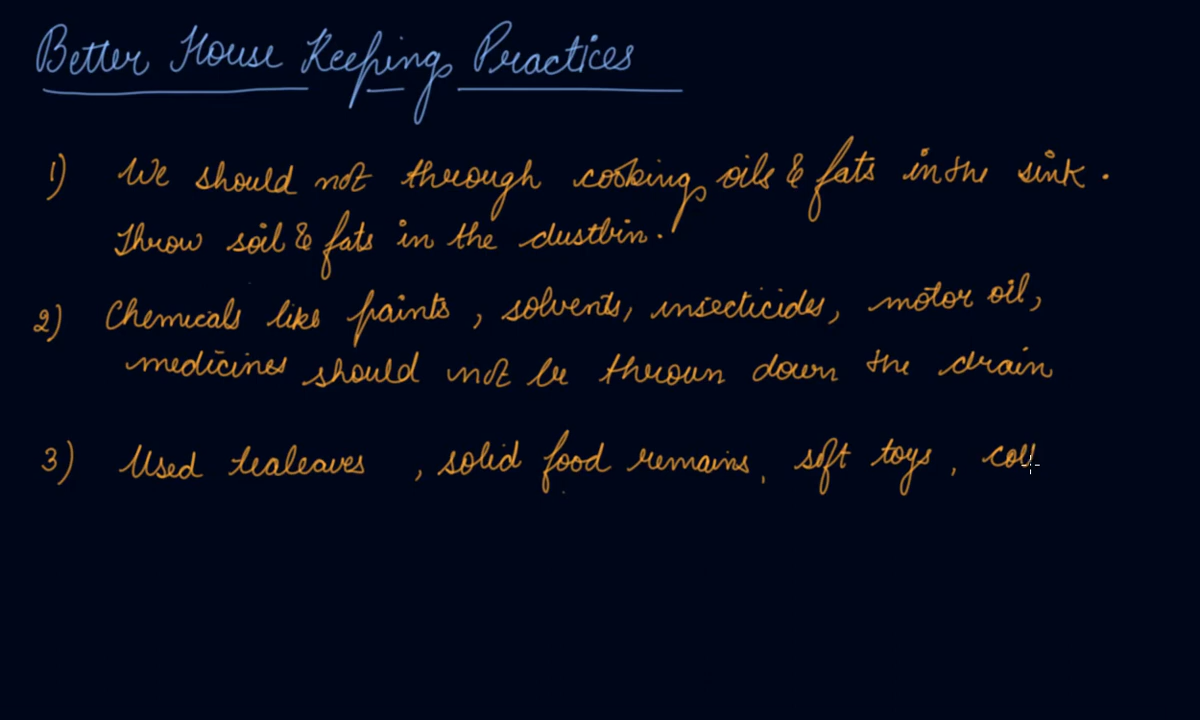 Better House Keeping Practices
1) We should not through cooking oils & fats in the sink.
Throw soil & fats in the dustbin.
2) Chemicals like paints, solvents, insecticides, motor oil,
medicines should not be thrown down the drain
3) Used tealeaves , solid food remains, soft toys,